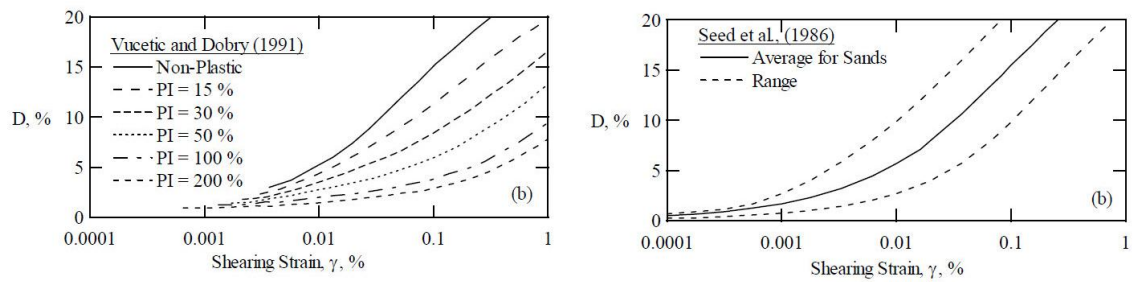 20
15
10
5
0
D, %
Vucetic and Dobry (1991)
Non-Plastic
PI = 15 %
PI = 30 %
PI = 50 %
PI = 100 %
PI = 200 %
(b)
0.0001 0.001 0.01 0.1 1
Shearing Strain, γ, %
20
15
10
5
0
D, %
Seed et al., (1986)
Average for Sands
Range
(b)
0.0001 0.001 0.01 0.1 1
Shearing Strain, γ, %